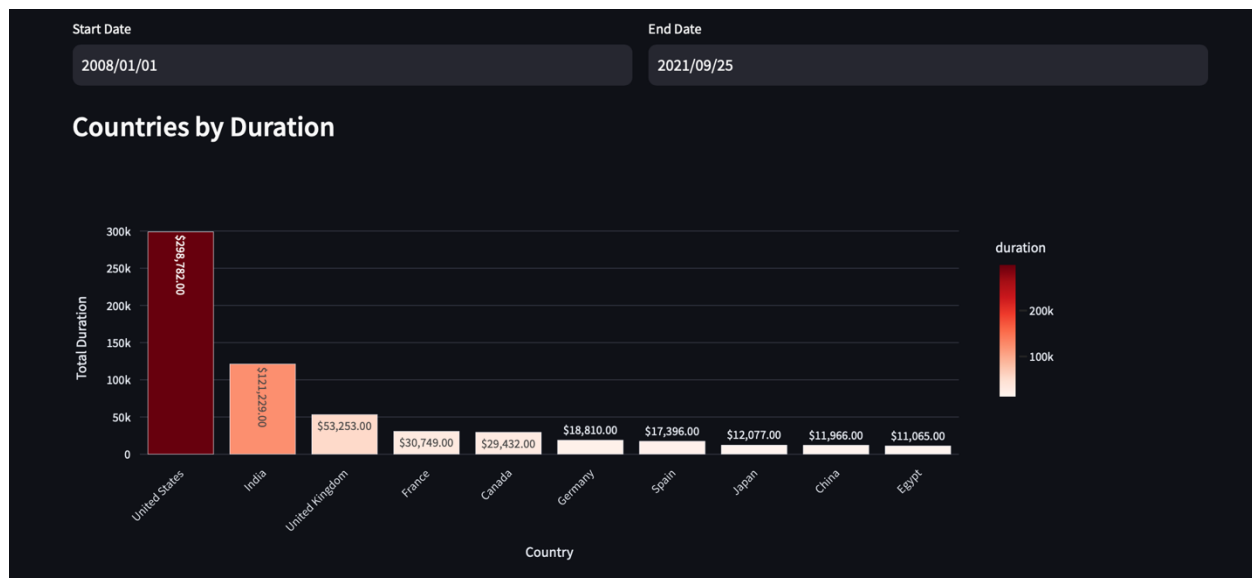 Start Date
End Date
2008/01/01
2021/09/25
Countries by Duration
duration
300k
250k
200k
150k
100k
50k
0
Total Duration
$298,782.00
$121,229.00
$53,253.00
$30,749.00
$29,432.00
$18,810.00
$17,396.00
$12,077.00
$11,966.00
$11,065.00
200k
100k
United States
India
United Kingdom
France
Canada
Germany
Spain
Japan
China
Egypt
Country